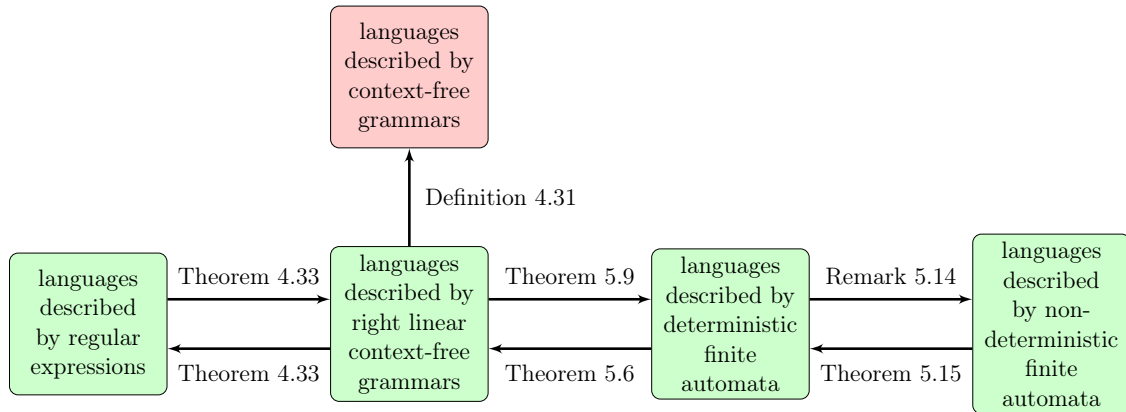 languages
described by
context-free
grammars
Definition 4.31
languages
described
by regular
expressions
Theorem 4.33
Theorem 4.33
languages
described by
right linear
context-free
grammars
Theorem 5.9
Theorem 5.6
languages
described by
deterministic
finite
automata
Remark 5.14
Theorem 5.15
languages
described
by non-
deterministic
finite
automata